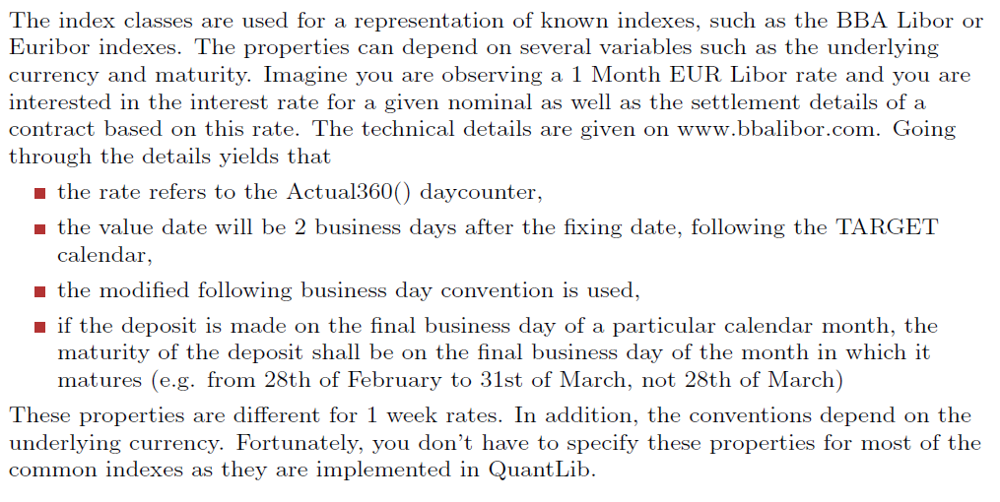 The index classes are used for a representation of known indexes, such as the BBA Libor or
Euribor indexes. The properties can depend on several variables such as the underlying
currency and maturity. Imagine you are observing a 1 Month EUR Libor rate and you are
interested in the interest rate for a given nominal as well as the settlement details of a
contract based on this rate. The technical details are given on www.bbalibor.com. Going
through the details yields that
the rate refers to the Actual360() daycounter,
the value date will be 2 business days after the fixing date, following the TARGET
calendar,
the modified following business day convention is used,
if the deposit is made on the final business day of a particular calendar month, the
maturity of the deposit shall be on the final business day of the month in which it
matures (e.g. from 28th of February to 31st of March, not 28th of March)
These properties are different for 1 week rates. In addition, the conventions depend on the
underlying currency. Fortunately, you don't have to specify these properties for most of the
common indexes as they are implemented in QuantLib.